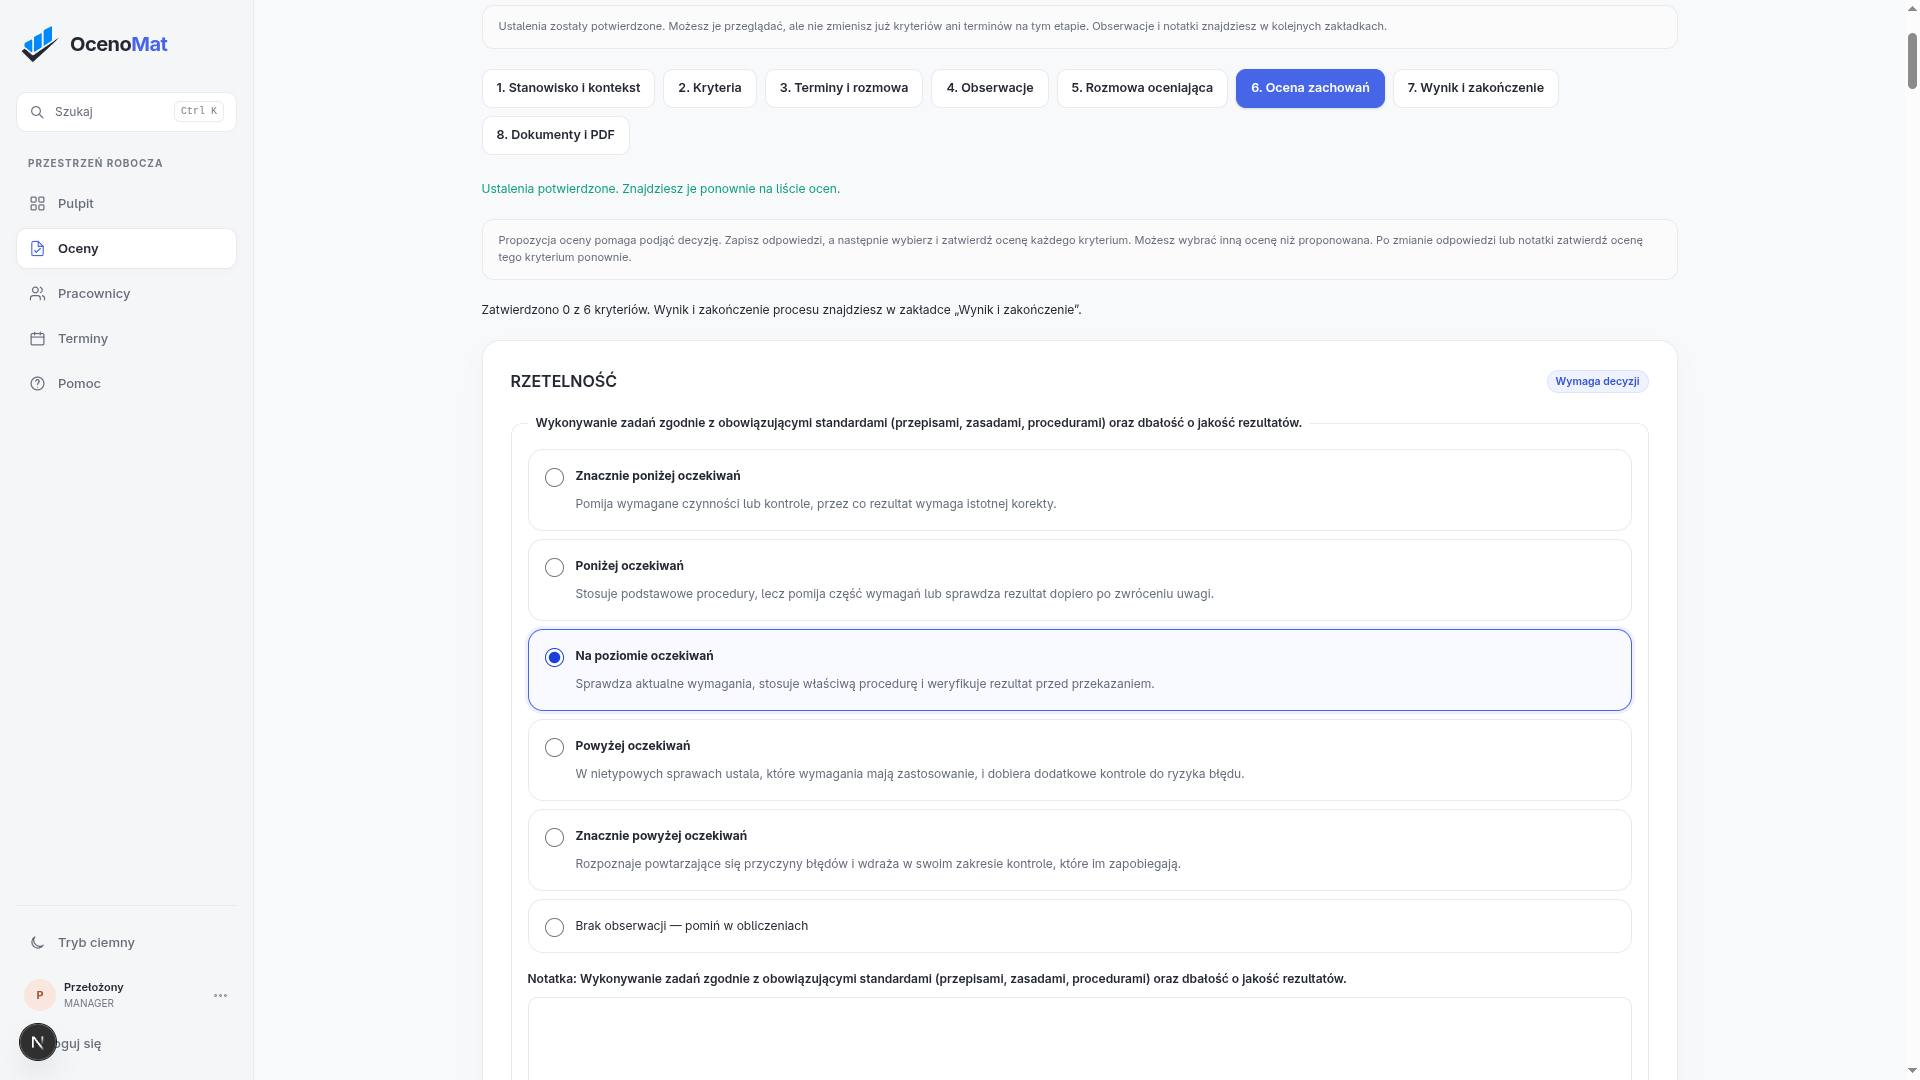 OcenoMat
Szukaj
Ctrl K
PRZESTRZEŃ ROBOCZA
Pulpit
Oceny
Pracownicy
Terminy
Pomoc
Tryb ciemny
P
Przełożony
MANAGER
N
oguj się
Ustalenia zostały potwierdzone. Możesz je przeglądać, ale nie zmienisz już kryteriów ani terminów na tym etapie. Obserwacje i notatki znajdziesz w kolejnych zakładkach.
1. Stanowisko i kontekst
2. Kryteria
3. Terminy i rozmowa
4. Obserwacje
5. Rozmowa oceniająca
6. Ocena zachowań
7. Wynik i zakończenie
8. Dokumenty i PDF
Ustalenia potwierdzone. Znajdziesz je ponownie na liście ocen.
Propozycja oceny pomaga podjąć decyzję. Zapisz odpowiedzi, a następnie wybierz i zatwierdź ocenę każdego kryterium. Możesz wybrać inną ocenę niż proponowana. Po zmianie odpowiedzi lub notatki zatwierdź ocenę
tego kryterium ponownie.
Zatwierdzono 0 z 6 kryteriów. Wynik i zakończenie procesu znajdziesz w zakładce „Wynik i zakończenie”.
RZETELNOŚĆ
Wymaga decyzji
Wykonywanie zadań zgodnie z obowiązującymi standardami (przepisami, zasadami, procedurami) oraz dbałość o jakość rezultatów.
Znacznie poniżej oczekiwań
Pomija wymagane czynności lub kontrole, przez co rezultat wymaga istotnej korekty.
Poniżej oczekiwań
Stosuje podstawowe procedury, lecz pomija część wymagań lub sprawdza rezultat dopiero po zwróceniu uwagi.
Na poziomie oczekiwań
Sprawdza aktualne wymagania, stosuje właściwą procedurę i weryfikuje rezultat przed przekazaniem.
Powyżej oczekiwań
W nietypowych sprawach ustala, które wymagania mają zastosowanie, i dobiera dodatkowe kontrole do ryzyka błędu.
Znacznie powyżej oczekiwań
Rozpoznaje powtarzające się przyczyny błędów i wdraża w swoim zakresie kontrole, które im zapobiegają.
Brak obserwacji — pomiń w obliczeniach
Notatka: Wykonywanie zadań zgodnie z obowiązującymi standardami (przepisami, zasadami, procedurami) oraz dbałość o jakość rezultatów.